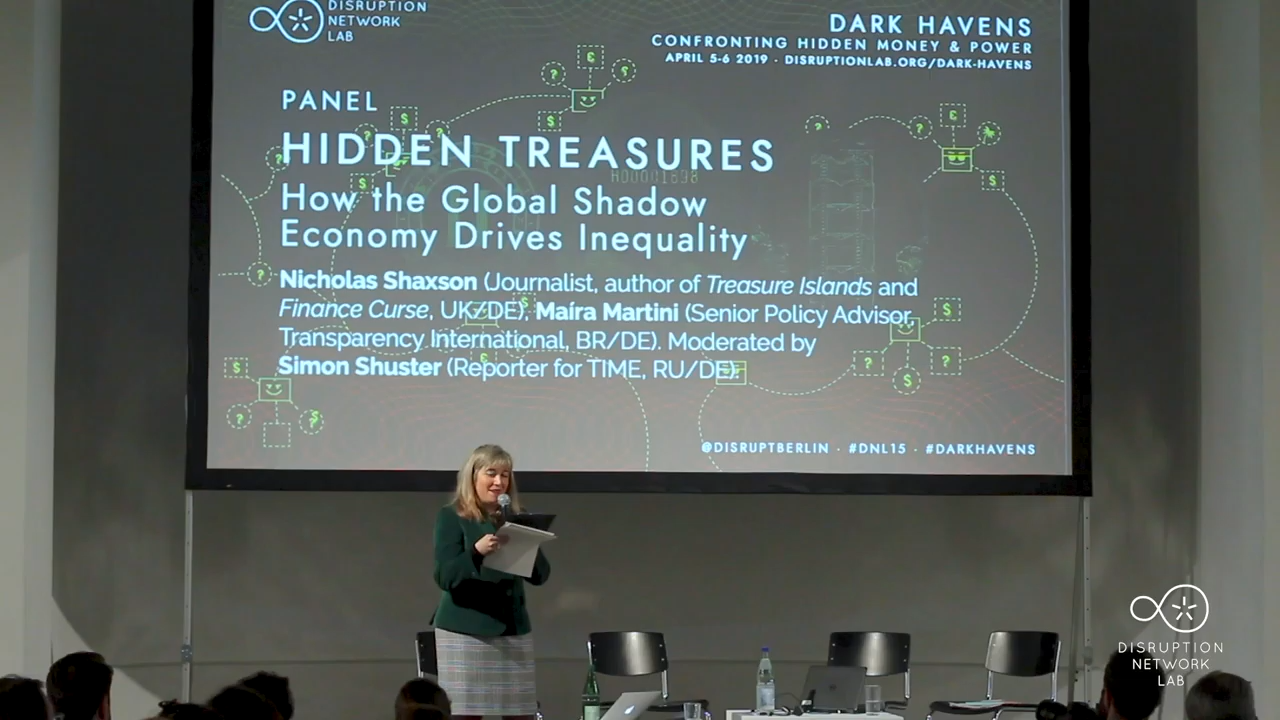 DISRUPTION
NETWORK
LAB
DARK HAVENS
CONFRONTING HIDDEN MONEY & POWER
APRIL 5-6 2019 · DISRUPTIONLAB.ORG/DARK-HAVENS
PANEL
HIDDEN TREASURES
How the Global Shadow
Economy Drives Inequality
Nicholas Shaxson (Journalist, author of Treasure Islands and
Finance Curse, UK/DE), Maíra Martini (Senior Policy Advisor,
Transparency International, BR/DE). Moderated by
Simon Shuster (Reporter for TIME, RU/DE).
@DISRUPTBERLIN · #DNL15 · #DARKHAVENS
DISRUPTION
NETWORK
LAB